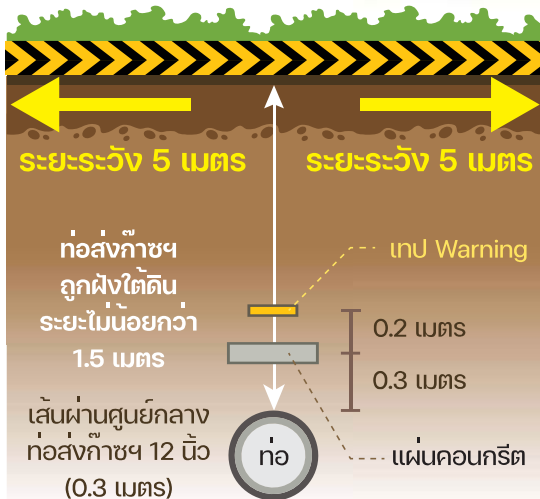 ระยะระวัง 5 เมตร
ระยะระวัง 5 เมตร
ท่อส่งก๊าซฯ
ถูกฝังใต้ดิน
ระยะไม่น้อยกว่า
1.5 เมตร
เทป Warning
0.2 เมตร
0.3 เมตร
เส้นผ่านศูนย์กลาง
ท่อส่งก๊าซฯ 12 นิ้ว
(0.3 เมตร)
ท่อ
แผ่นคอนกรีต